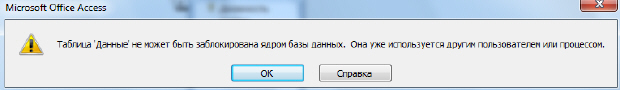 Microsoft Office Access
Таблица 'Данные' не может быть заблокирована ядром базы данных. Она уже используется другим пользователем или процессом.
ОК
Справка